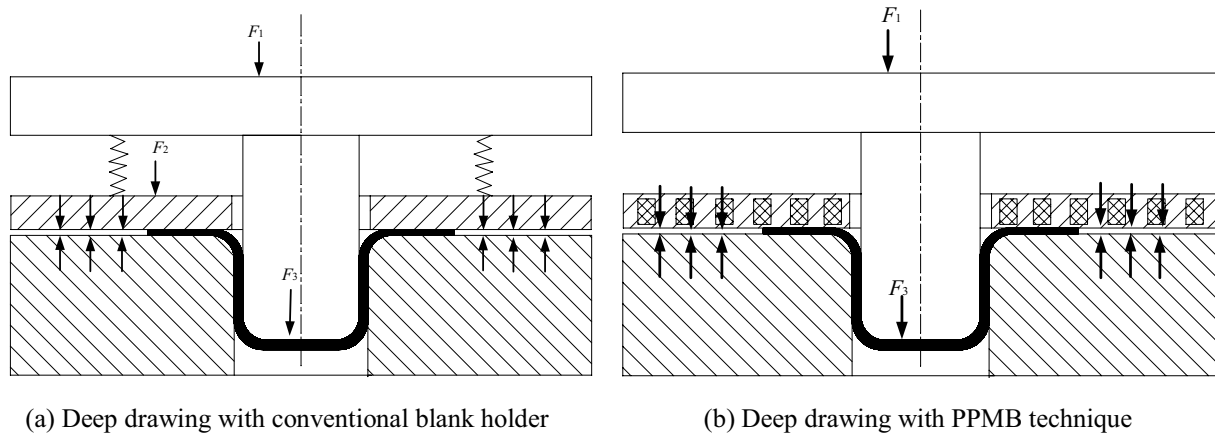 F1
F2
F3
(a) Deep drawing with conventional blank holder
F1
F3
(b) Deep drawing with PPMB technique